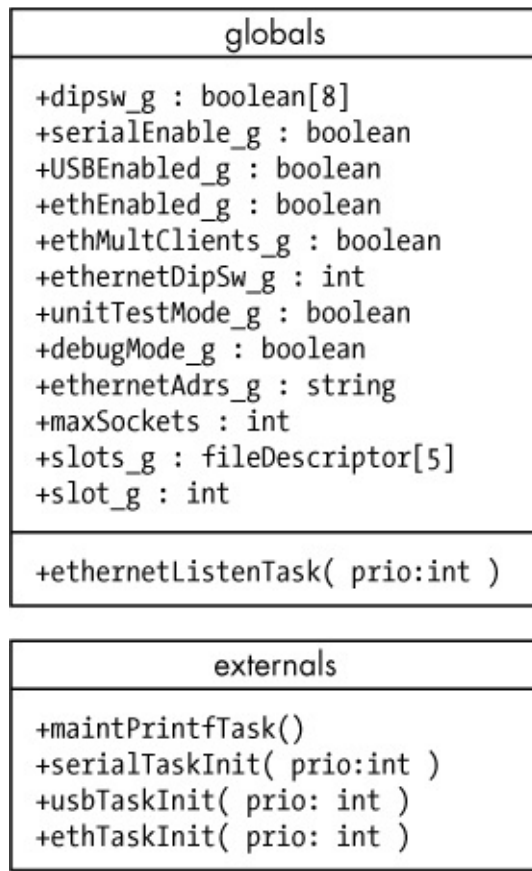 globals
+dipsw_g : boolean[8]
+serialEnable_g : boolean
+USBEnabled_g : boolean
+ethEnabled_g : boolean
+ethMultClients_g : boolean
+ethernetDipSw_g : int
+unitTestMode_g : boolean
+debugMode_g : boolean
+ethernetAdrs_g : string
+maxSockets : int
+slots_g : fileDescriptor[5]
+slot_g : int
+ethernetListenTask( prio:int )
externals
+maintPrintfTask()
+serialTaskInit( prio:int )
+usbTaskInit( prio: int )
+ethTaskInit( prio: int )